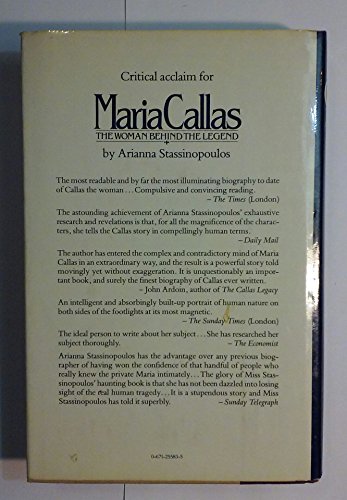 Critical acclaim for
Maria Callas
THE WOMAN BEHIND THE LEGEND
by Arianna Stassinopoulos
The most readable and by far the most illuminating biography to date
of Callas the woman ... Compulsive and convincing reading.
– The Times (London)
The astounding achievement of Arianna Stassinopoulos' exhaustive
research and revelations is that, for all the magnificence of the charac-
ters, she tells the Callas story in compellingly human terms.
– Daily Mail
The author has entered the complex and contradictory mind of Maria
Callas in an extraordinary way, and the result is a powerful story told
movingly yet without exaggeration. It is unquestionably an impor-
tant book, and surely the finest biography of Callas ever written.
– John Ardoin, author of The Callas Legacy
An intelligent and absorbingly built-up portrait of human nature on
both sides of the footlights at its most magnetic.
– The Sunday Times (London)
The ideal person to write about her subject ... She has researched her
subject thoroughly.
– The Economist
Arianna Stassinopoulos has the advantage over any previous biog-
rapher of having won the confidence of that handful of people who
really knew the private Maria intimately ... The glory of Miss Stas-
sinopoulos' haunting book is that she has not been dazzled into losing
sight of the real human tragedy ... It is a stupendous story and Miss
Stassinopoulos has told it superbly.
– Sunday Telegraph
0-671-25583-5